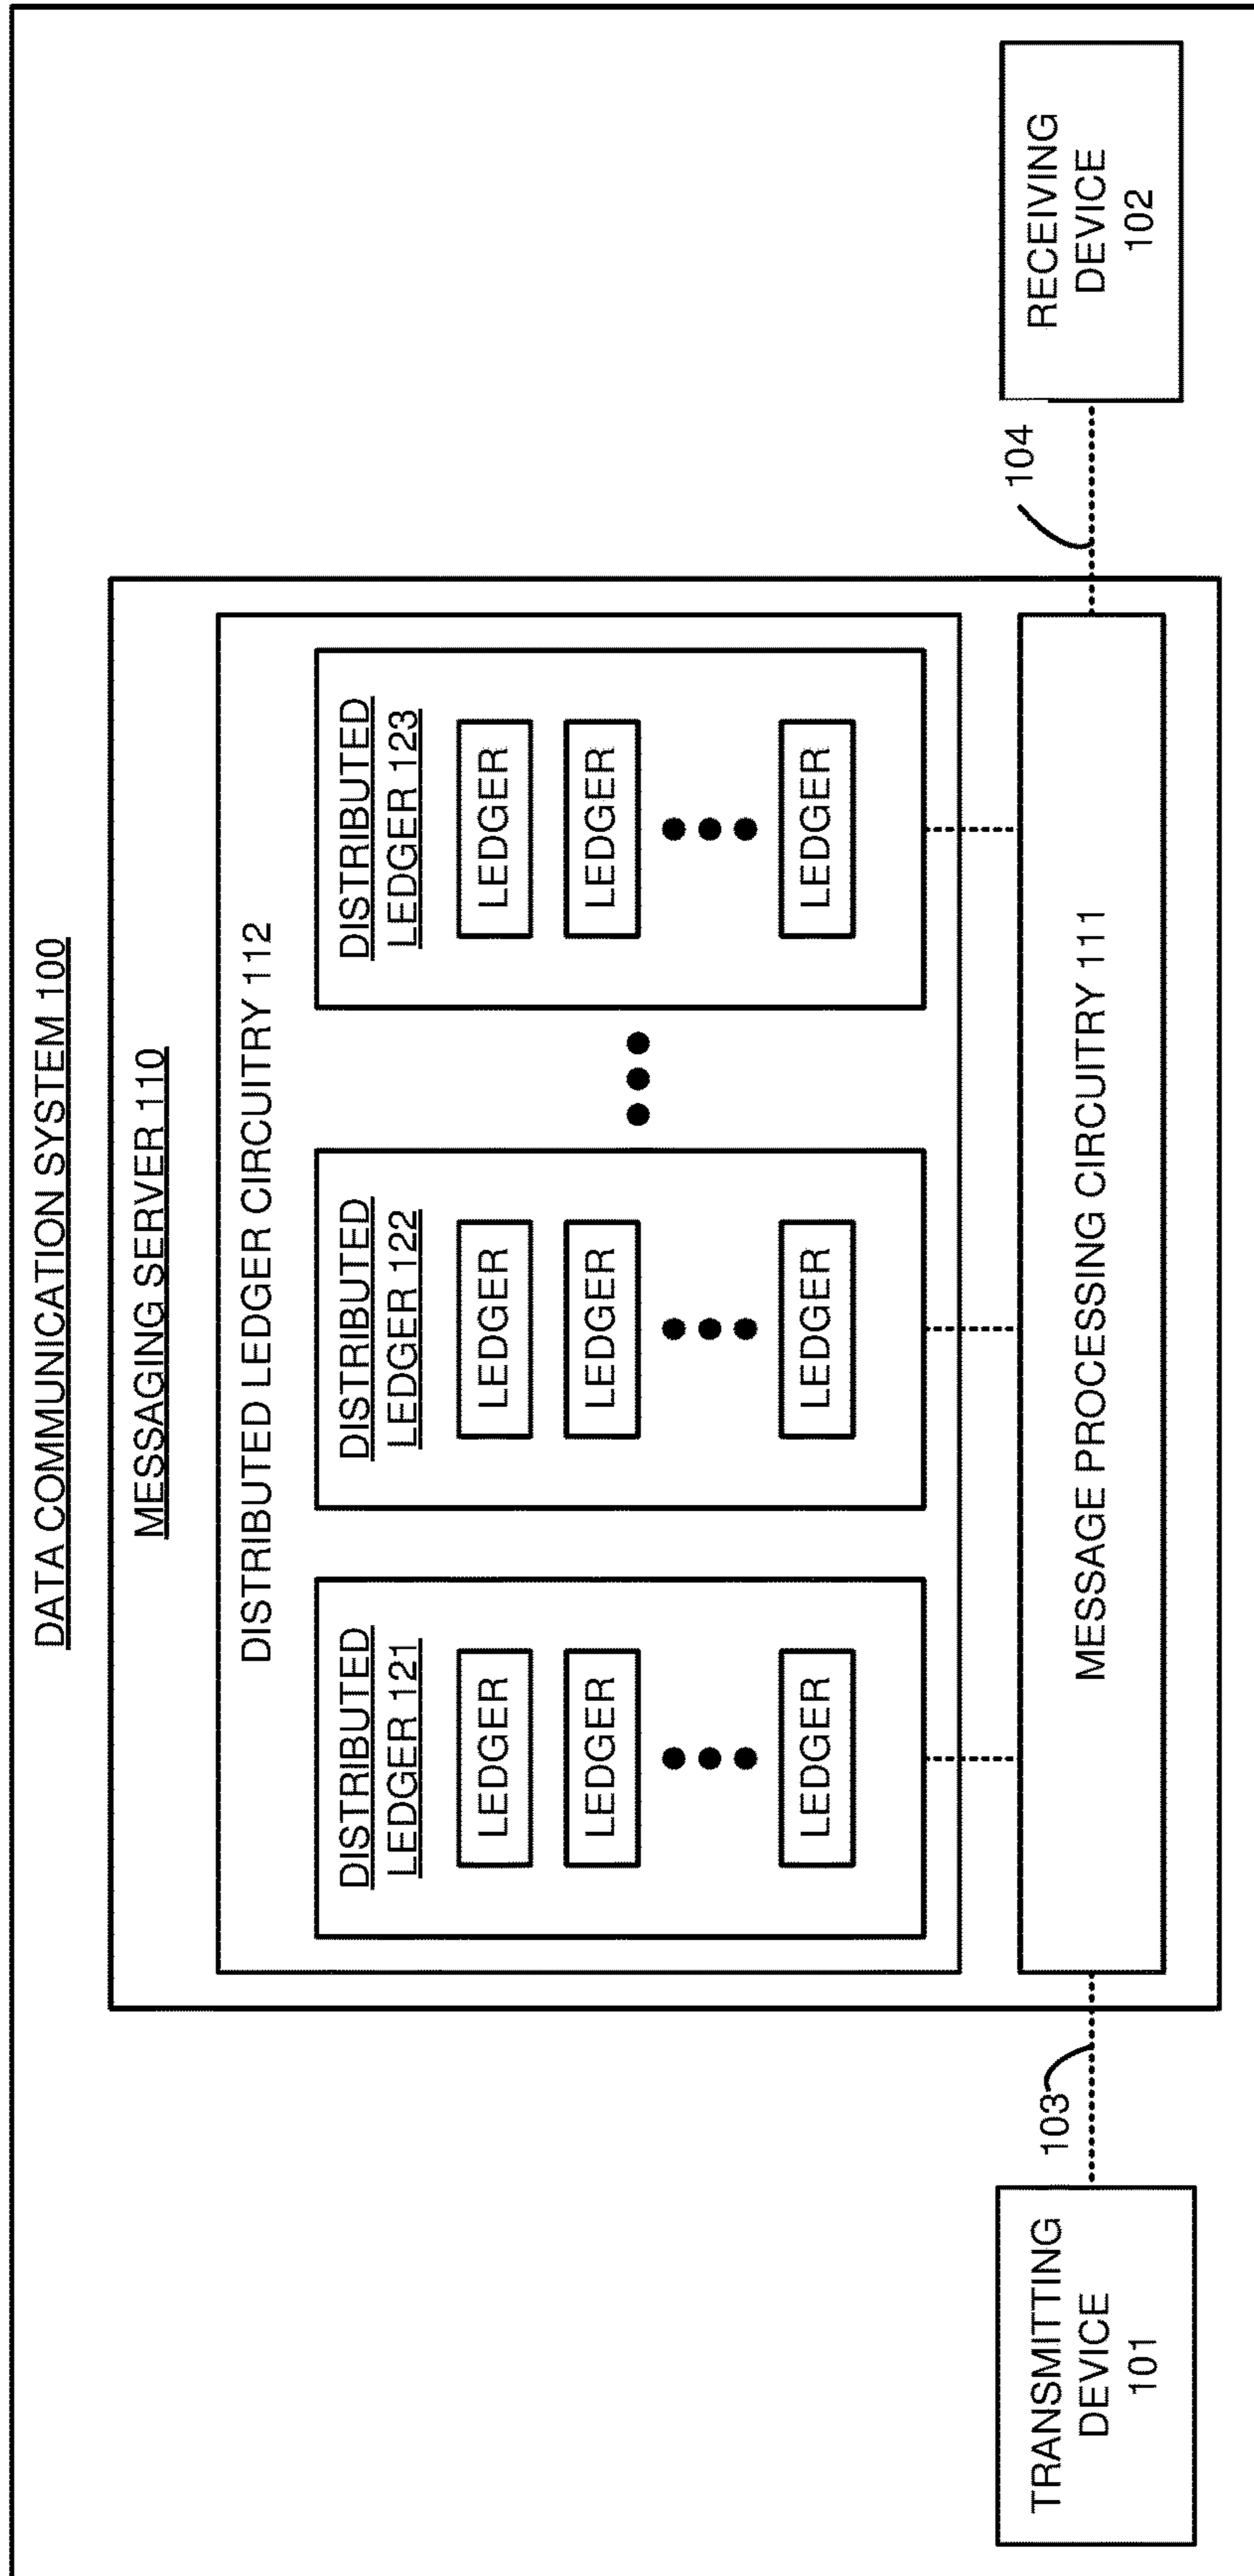 DATA COMMUNICATION SYSTEM 100
MESSAGING SERVER 110
DISTRIBUTED LEDGER CIRCUITRY 112
DISTRIBUTED
LEDGER 121
LEDGER
LEDGER
LEDGER
DISTRIBUTED
LEDGER 122
LEDGER
LEDGER
LEDGER
DISTRIBUTED
LEDGER 123
LEDGER
LEDGER
LEDGER
MESSAGE PROCESSING CIRCUITRY 111
TRANSMITTING
DEVICE
101
103
104
RECEIVING
DEVICE
102